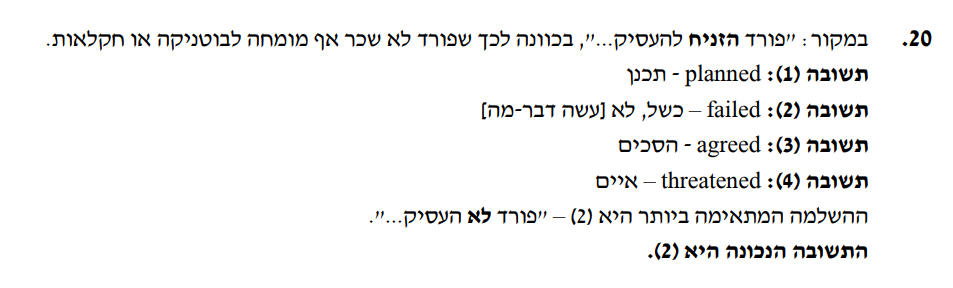 20. במקור: "פורד הזניח להעסיק...", בכוונה לכך שפורד לא שכר אף מומחה לבוטניקה או חקלאות.
תשובה (1): planned - תכנן
תשובה (2): failed – כשל, לא [עשה דבר-מה]
תשובה (3): agreed - הסכים
תשובה (4): threatened – איים
ההשלמה המתאימה ביותר היא (2) – "פורד לא העסיק...".
התשובה הנכונה היא (2).